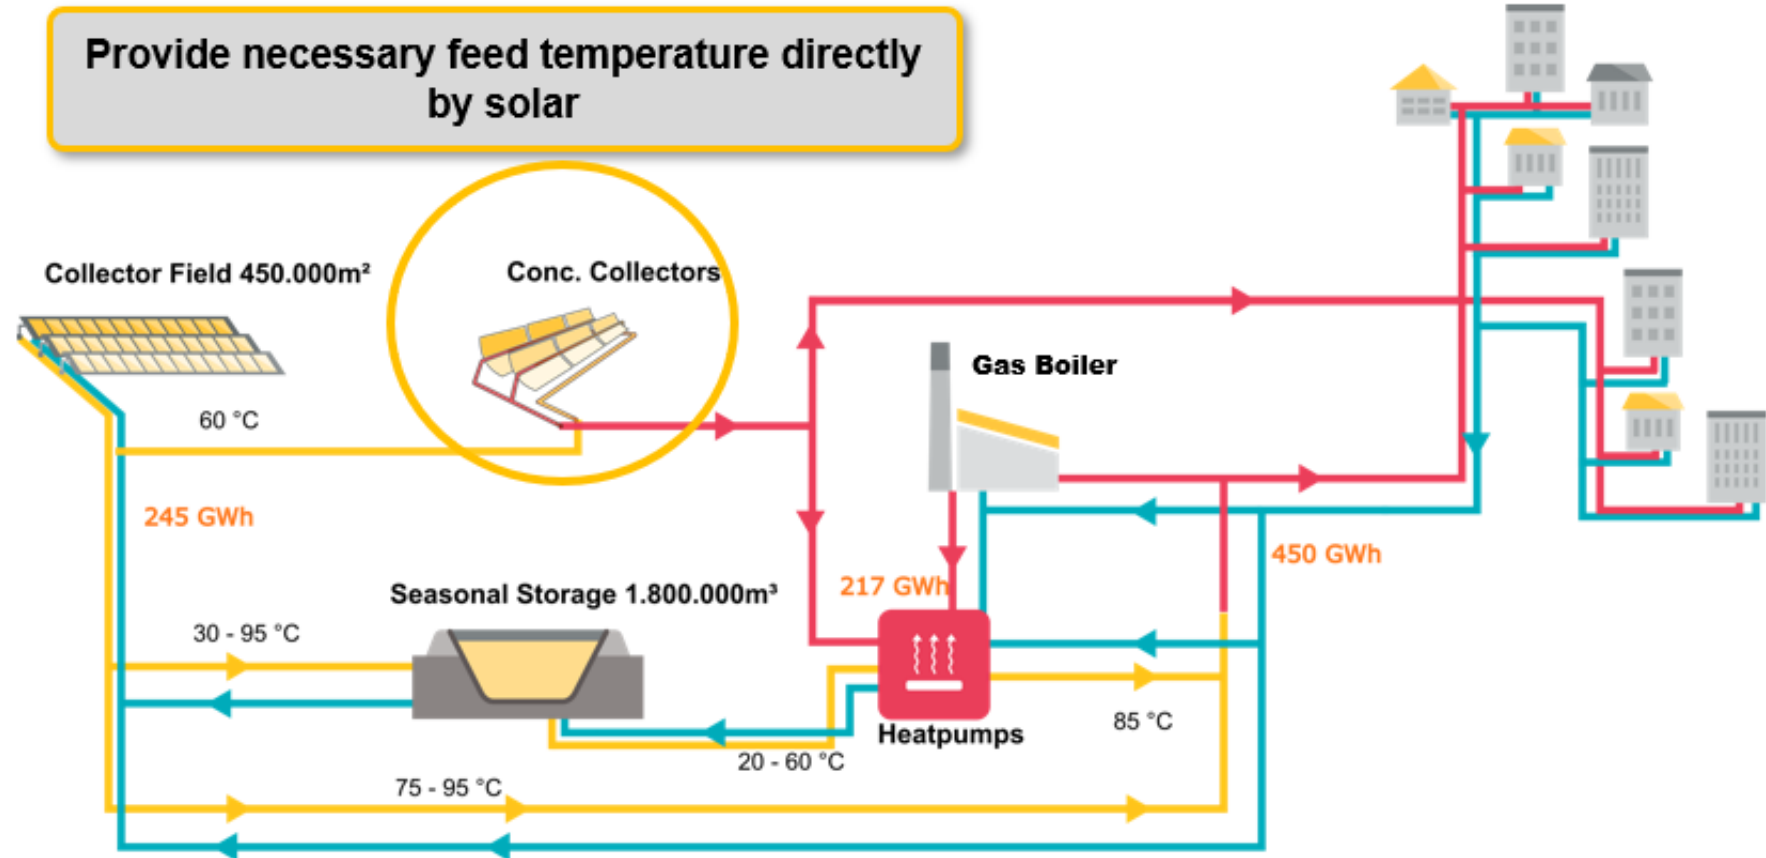 Provide necessary feed temperature directly
by solar
Collector Field 450.000m²
Conc. Collectors
Gas Boiler
60 °C
245 GWh
450 GWh
217 GWh
Seasonal Storage 1.800.000m³
30 - 95 °C
85 °C
Heatpumps
20 - 60 °C
75 - 95 °C